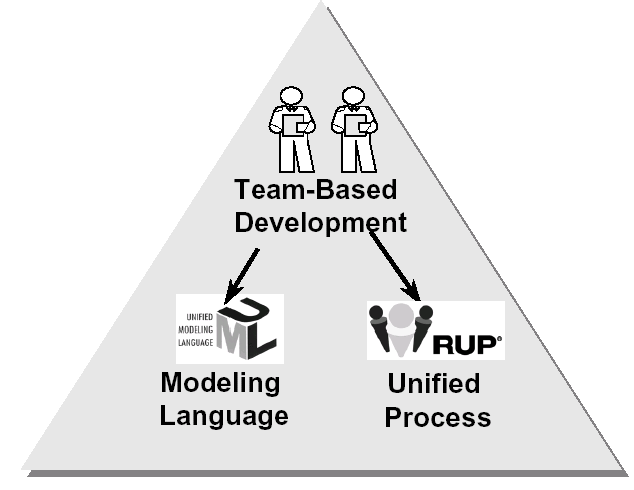 Team-Based
Development
UNIFIED
MODELING
LANGUAGE
UML
RUP®
Modeling
Language
Unified
Process